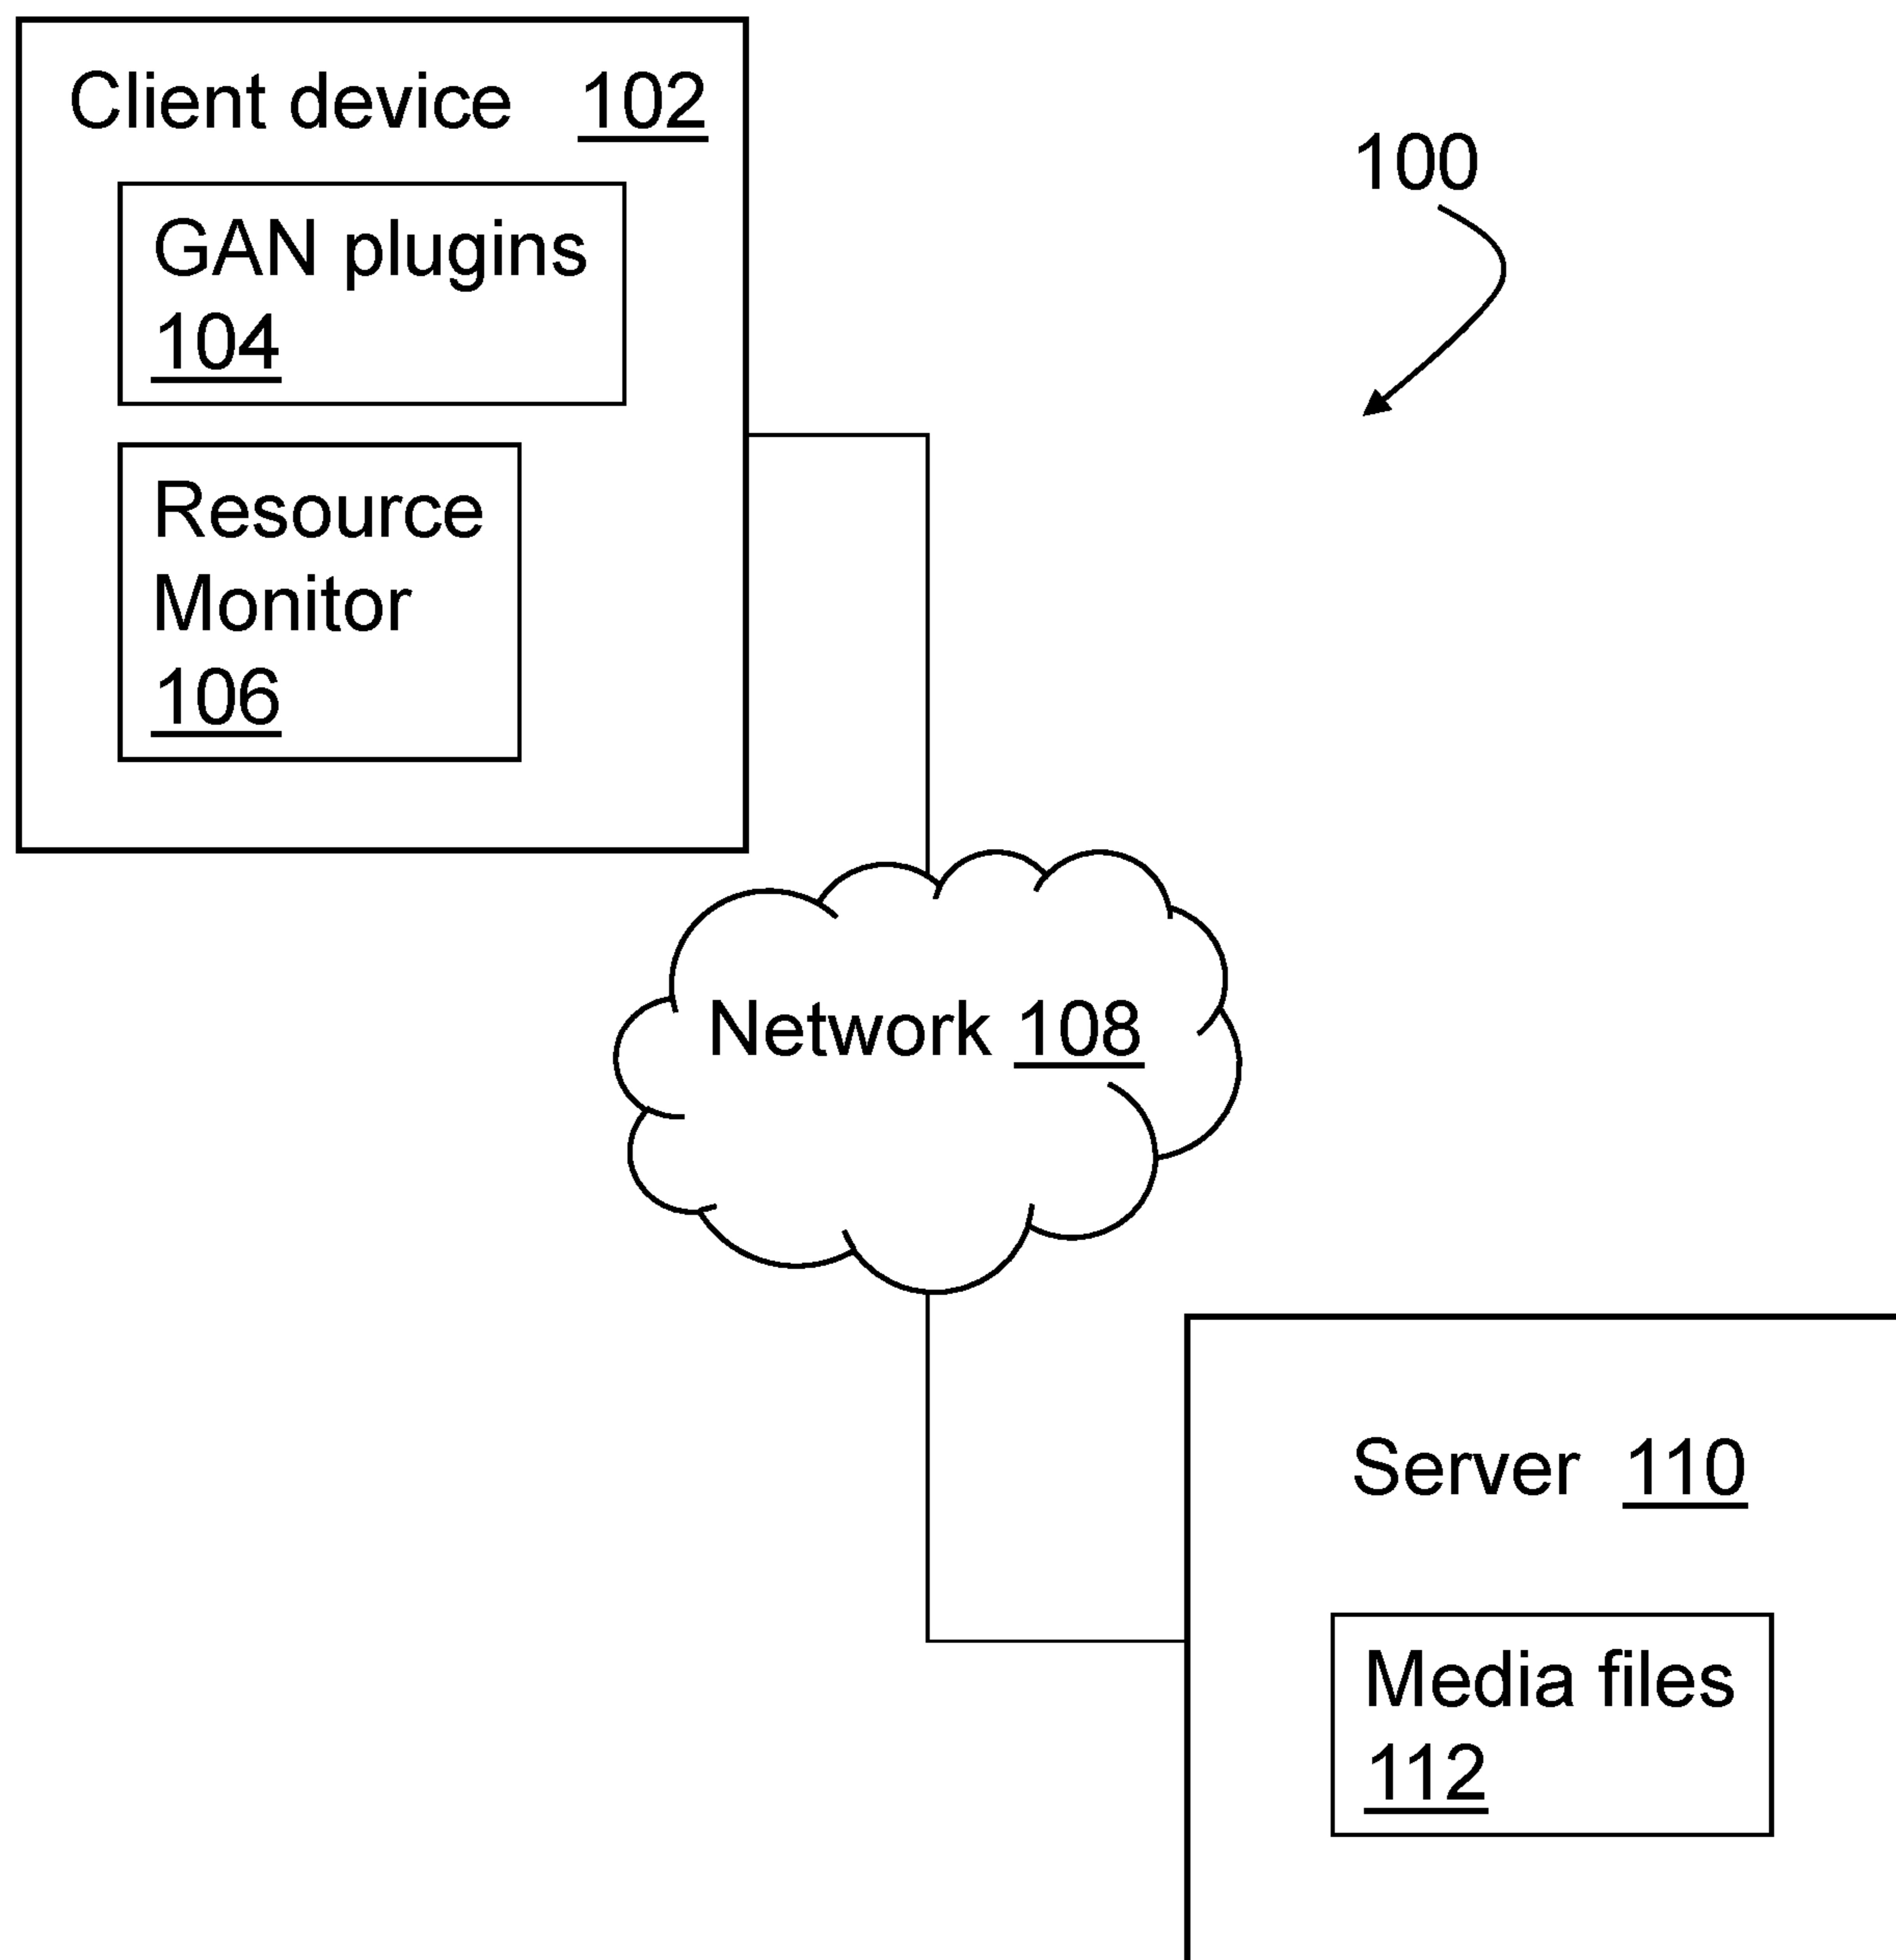 Client device 102
GAN plugins
104
Resource
Monitor
106
100
Network 108
Server 110
Media files
112